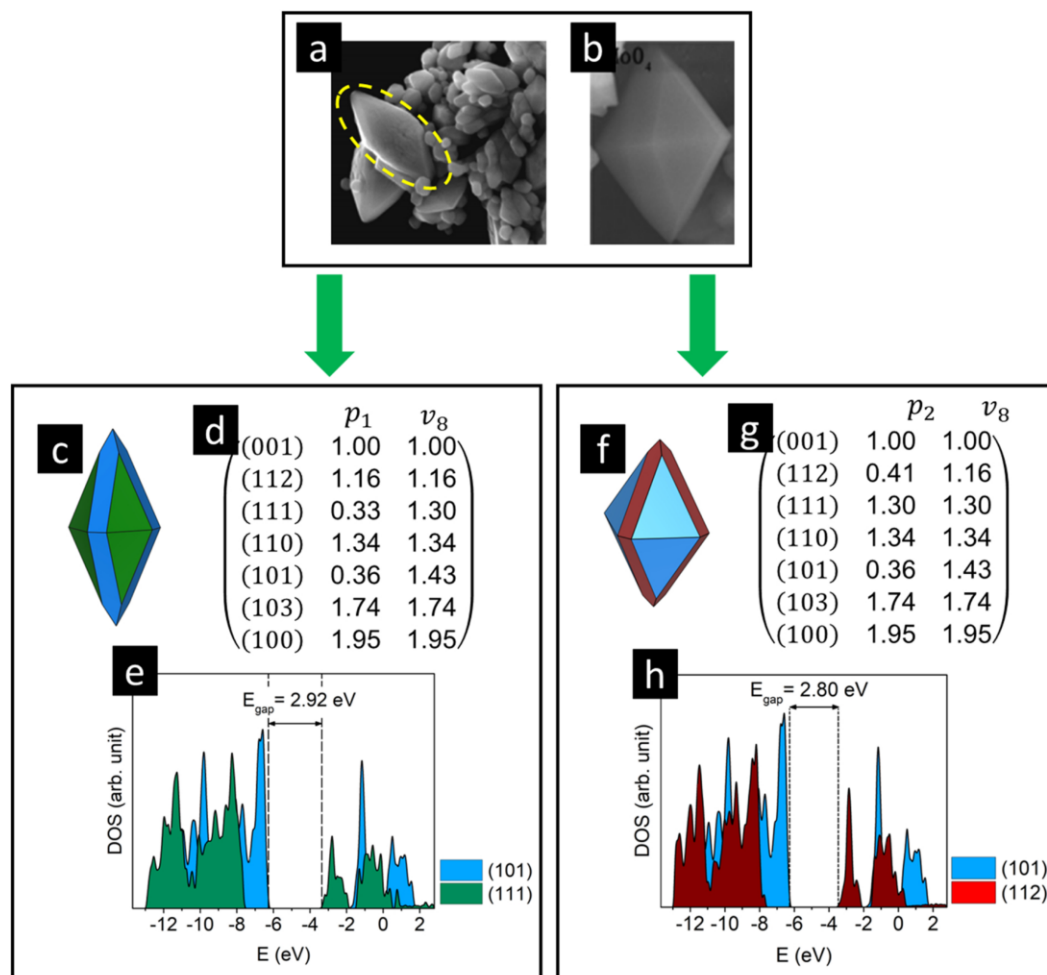 a
b
MoO4
c
d
p1 v8
(001) 1.00 1.00
(112) 1.16 1.16
(111) 0.33 1.30
(110) 1.34 1.34
(101) 0.36 1.43
(103) 1.74 1.74
(100) 1.95 1.95
f
g
p2 v8
(001) 1.00 1.00
(112) 0.41 1.16
(111) 1.30 1.30
(110) 1.34 1.34
(101) 0.36 1.43
(103) 1.74 1.74
(100) 1.95 1.95
e
Egap= 2.92 eV
DOS (arb. unit)
(101)
(111)
-12 -10 -8 -6 -4 -2 0 2
E (eV)
h
Egap= 2.80 eV
DOS (arb. unit)
(101)
(112)
-12 -10 -8 -6 -4 -2 0 2
E (eV)